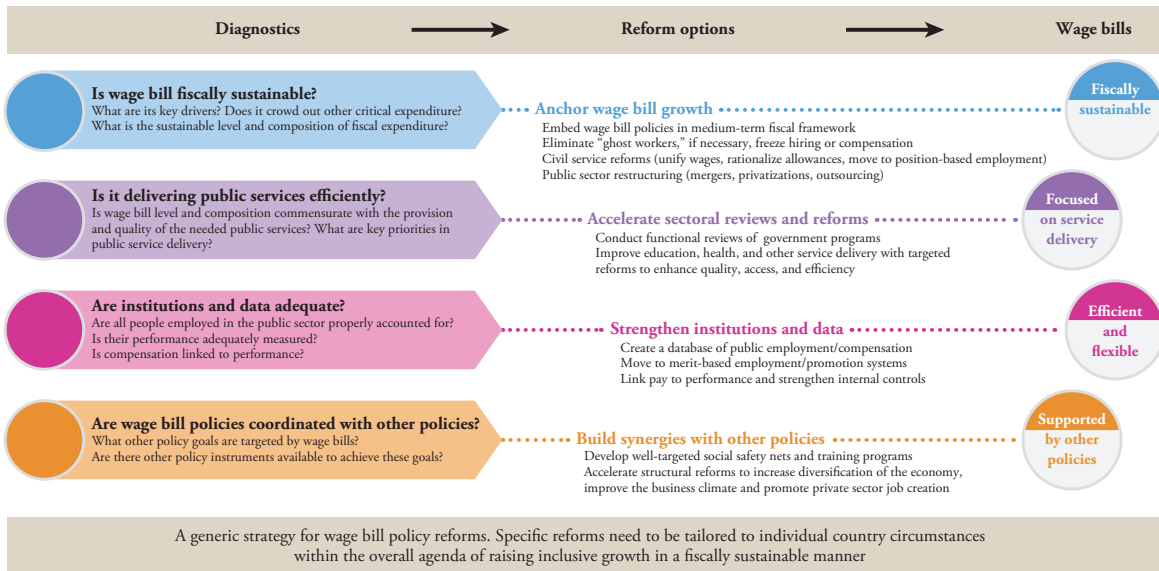 Diagnostics
Reform options
Wage bills
Is wage bill fiscally sustainable?
What are its key drivers? Does it crowd out other critical expenditure?
What is the sustainable level and composition of fiscal expenditure?
Anchor wage bill growth
Embed wage bill policies in medium-term fiscal framework
Eliminate “ghost workers,” if necessary, freeze hiring or compensation
Civil service reforms (unify wages, rationalize allowances, move to position-based employment)
Public sector restructuring (mergers, privatizations, outsourcing)
Fiscally
sustainable
Is it delivering public services efficiently?
Is wage bill level and composition commensurate with the provision
and quality of the needed public services? What are key priorities in
public service delivery?
Accelerate sectoral reviews and reforms
Conduct functional reviews of government programs
Improve education, health, and other service delivery with targeted
reforms to enhance quality, access, and efficiency
Focused
on service
delivery
Are institutions and data adequate?
Are all people employed in the public sector properly accounted for?
Is their performance adequately measured?
Is compensation linked to performance?
Strengthen institutions and data
Create a database of public employment/compensation
Move to merit-based employment/promotion systems
Link pay to performance and strengthen internal controls
Efficient
and
flexible
Are wage bill policies coordinated with other policies?
What other policy goals are targeted by wage bills?
Are there other policy instruments available to achieve these goals?
Build synergies with other policies
Develop well-targeted social safety nets and training programs
Accelerate structural reforms to increase diversification of the economy,
improve the business climate and promote private sector job creation
Supported
by other
policies
A generic strategy for wage bill policy reforms. Specific reforms need to be tailored to individual country circumstances
within the overall agenda of raising inclusive growth in a fiscally sustainable manner